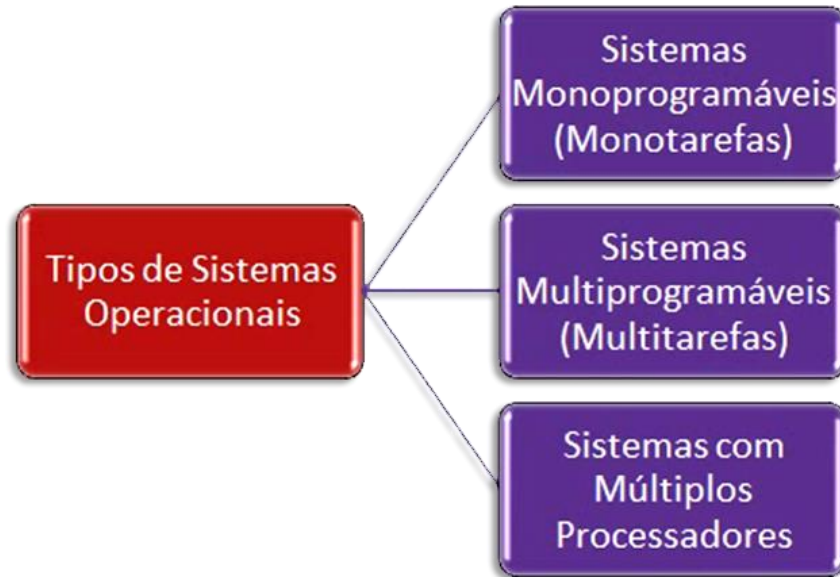 Tipos de Sistemas
Operacionais
Sistemas
Monoprogramáveis
(Monotarefas)
Sistemas
Multiprogramáveis
(Multitarefas)
Sistemas com
Múltiplos
Processadores